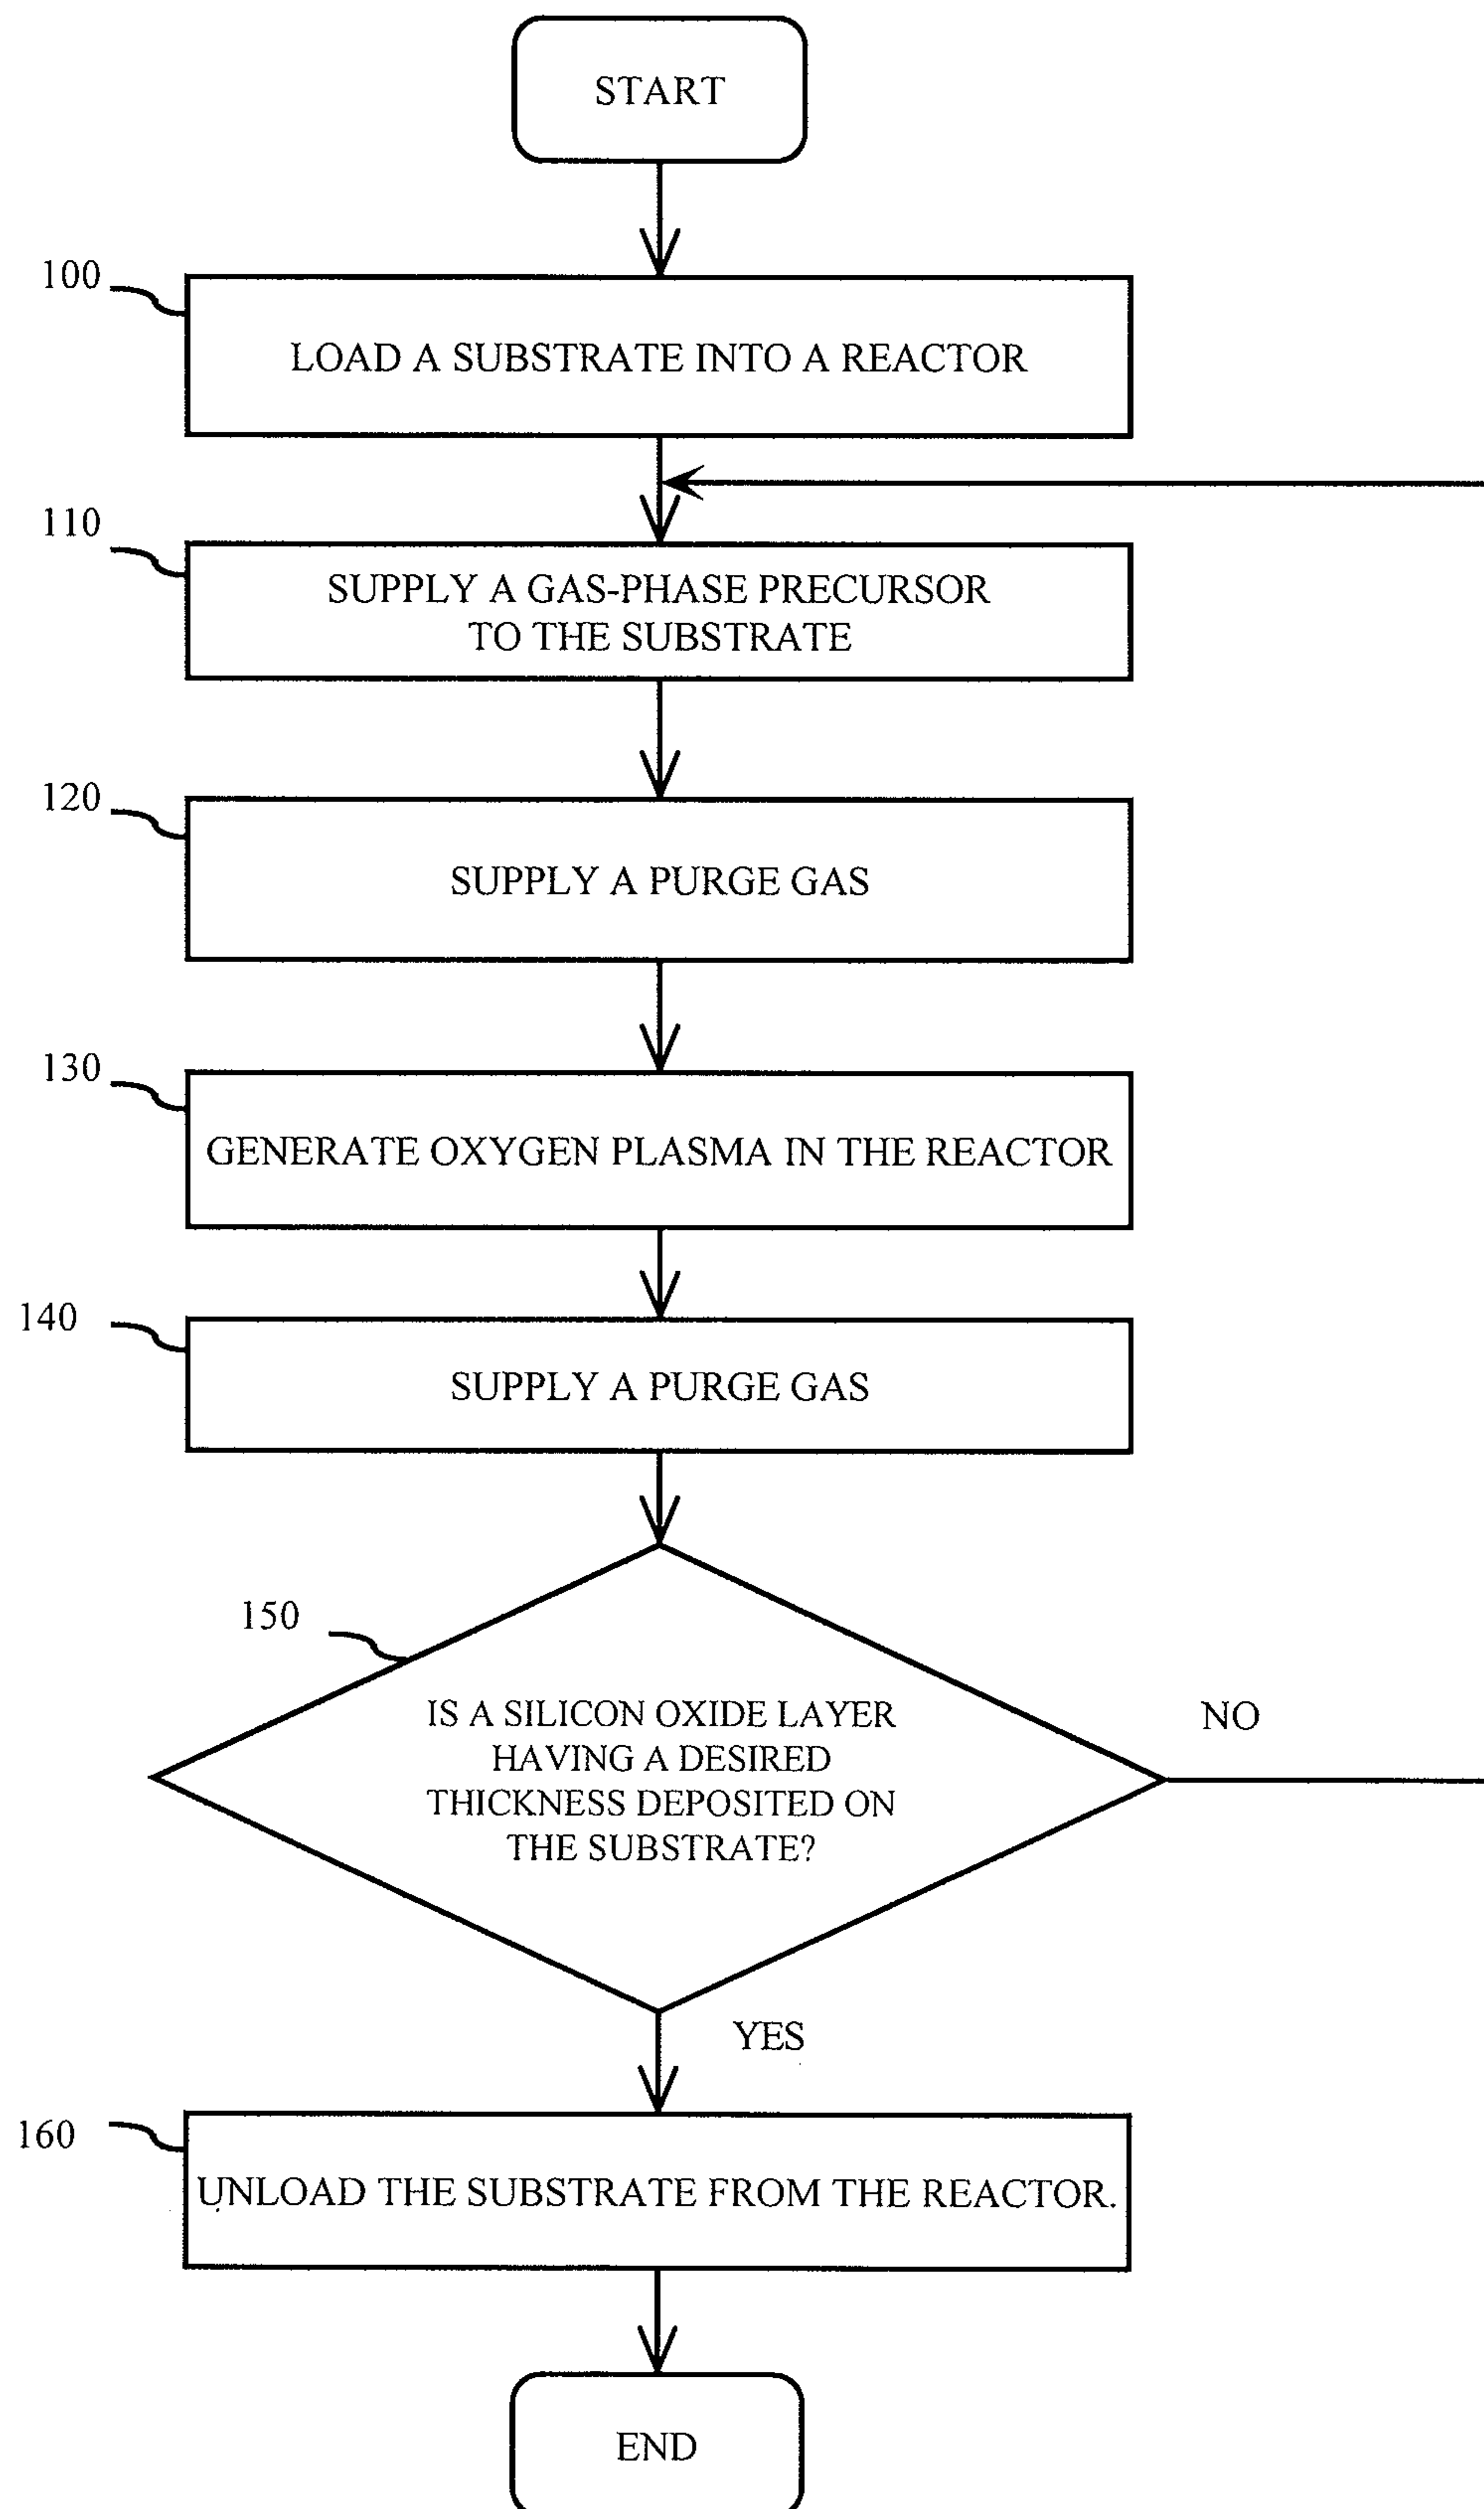 START
100
LOAD A SUBSTRATE INTO A REACTOR
110
SUPPLY A GAS-PHASE PRECURSOR
TO THE SUBSTRATE
120
SUPPLY A PURGE GAS
130
GENERATE OXYGEN PLASMA IN THE REACTOR
140
SUPPLY A PURGE GAS
150
IS A SILICON OXIDE LAYER
HAVING A DESIRED
THICKNESS DEPOSITED ON
THE SUBSTRATE?
NO
YES
160
UNLOAD THE SUBSTRATE FROM THE REACTOR.
END